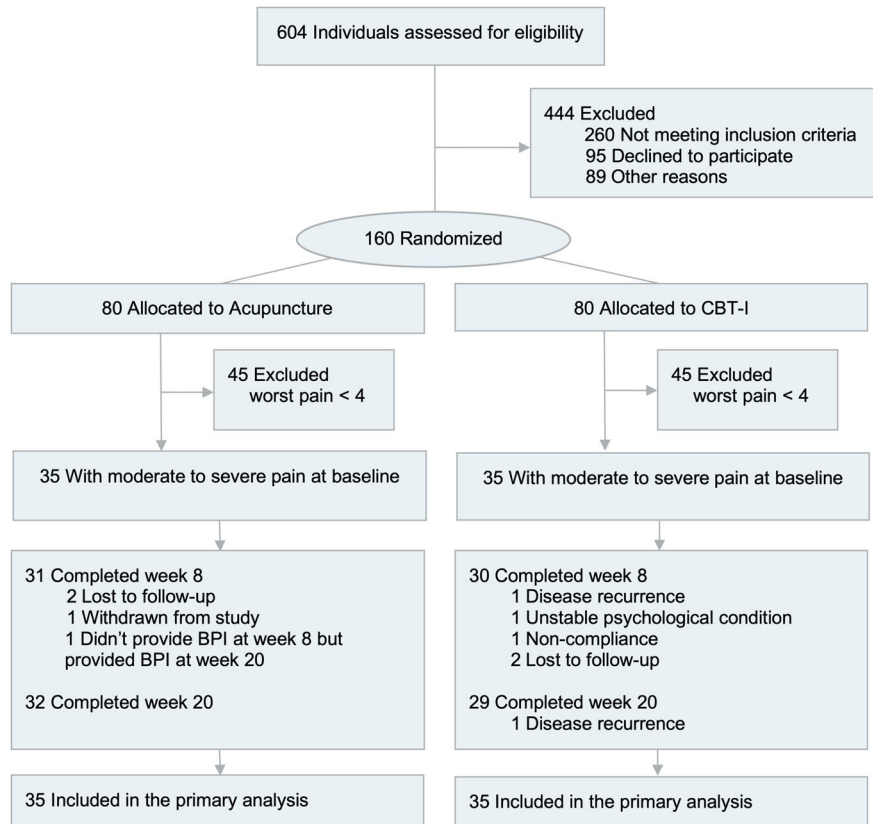 604 Individuals assessed for eligibility
444 Excluded
260 Not meeting inclusion criteria
95 Declined to participate
89 Other reasons
160 Randomized
80 Allocated to Acupuncture
80 Allocated to CBT-I
45 Excluded
worst pain < 4
45 Excluded
worst pain < 4
35 With moderate to severe pain at baseline
35 With moderate to severe pain at baseline
31 Completed week 8
2 Lost to follow-up
1 Withdrawn from study
1 Didn’t provide BPI at week 8 but
provided BPI at week 20
32 Completed week 20
30 Completed week 8
1 Disease recurrence
1 Unstable psychological condition
1 Non-compliance
2 Lost to follow-up
29 Completed week 20
1 Disease recurrence
35 Included in the primary analysis
35 Included in the primary analysis